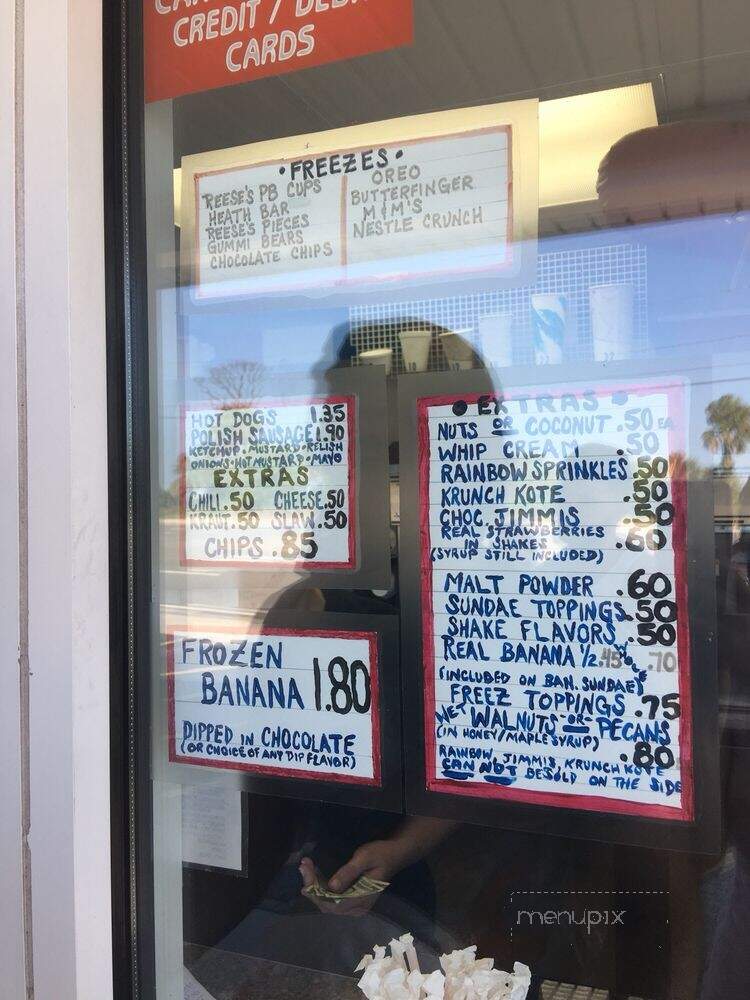 CREDIT /
CARDS
• FREEZES •
REESE'S PB CUPS
HEATH BAR
REESE'S PIECES
GUMMI BEARS
CHOCOLATE CHIPS
OREO
BUTTERFINGER
M&M'S
NESTLE CRUNCH
HOT DOGS 1.35
POLISH SAUSAGE 1.90
KETCHUP • MUSTARD • RELISH
ONIONS • HOT MUSTARD • MAYO
EXTRAS
CHILI .50 CHEESE .50
KRAUT .50 SLAW .50
CHIPS .85
FROZEN
BANANA 1.80
DIPPED IN CHOCOLATE
(OR CHOICE OF ANY DIP FLAVOR)
• EXTRAS •
NUTS OR COCONUT .50 EA
WHIP CREAM .50
RAINBOW SPRINKLES .50
KRUNCH KOTE .50
CHOC. JIMMIS .50
REAL STRAWBERRIES
IN SHAKES .60
(SYRUP STILL INCLUDED)
MALT POWDER .60
SUNDAE TOPPINGS .50
SHAKE FLAVORS .50
REAL BANANA 1/2 .45 .70
(INCLUDED ON BAN. SUNDAE)
FREEZ TOPPINGS .75
WET WALNUTS OR PECANS
(IN HONEY/MAPLE SYRUP) .80
RAINBOW, JIMMIS, KRUNCH KOTE
CAN NOT BE SOLD ON THE SIDE
menupix